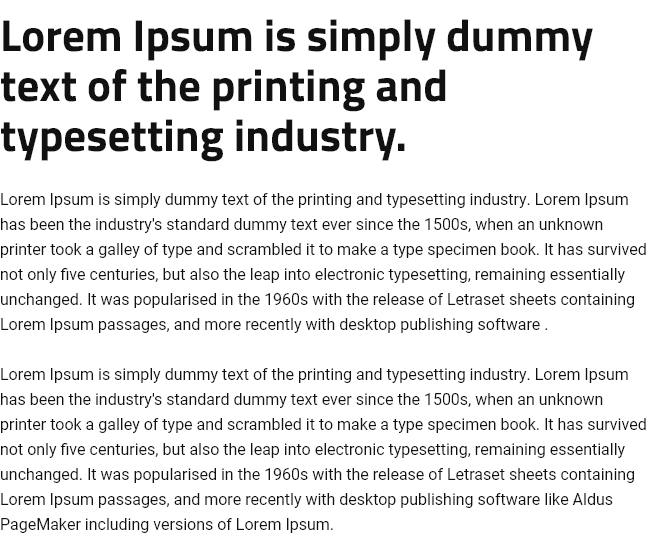 Lorem Ipsum is simply dummy
text of the printing and
typesetting industry.
Lorem Ipsum is simply dummy text of the printing and typesetting industry. Lorem Ipsum
has been the industry's standard dummy text ever since the 1500s, when an unknown
printer took a galley of type and scrambled it to make a type specimen book. It has survived
not only five centuries, but also the leap into electronic typesetting, remaining essentially
unchanged. It was popularised in the 1960s with the release of Letraset sheets containing
Lorem Ipsum passages, and more recently with desktop publishing software .
Lorem Ipsum is simply dummy text of the printing and typesetting industry. Lorem Ipsum
has been the industry's standard dummy text ever since the 1500s, when an unknown
printer took a galley of type and scrambled it to make a type specimen book. It has survived
not only five centuries, but also the leap into electronic typesetting, remaining essentially
unchanged. It was popularised in the 1960s with the release of Letraset sheets containing
Lorem Ipsum passages, and more recently with desktop publishing software like Aldus
PageMaker including versions of Lorem Ipsum.